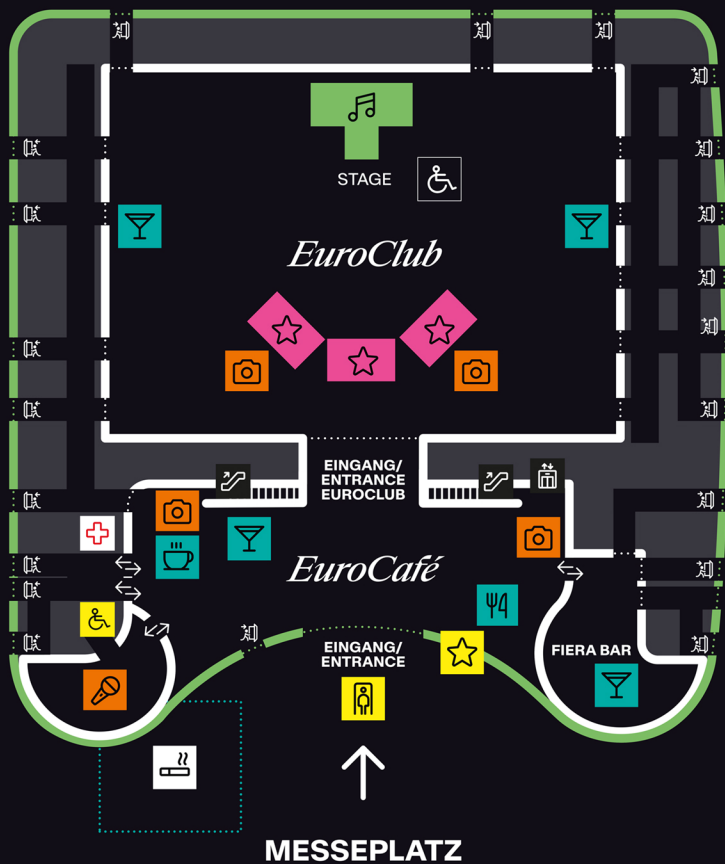 STAGE
EuroClub
EINGANG/
ENTRANCE
EUROCLUB
EuroCafé
EINGANG/
ENTRANCE
FIERA BAR
MESSEPLATZ